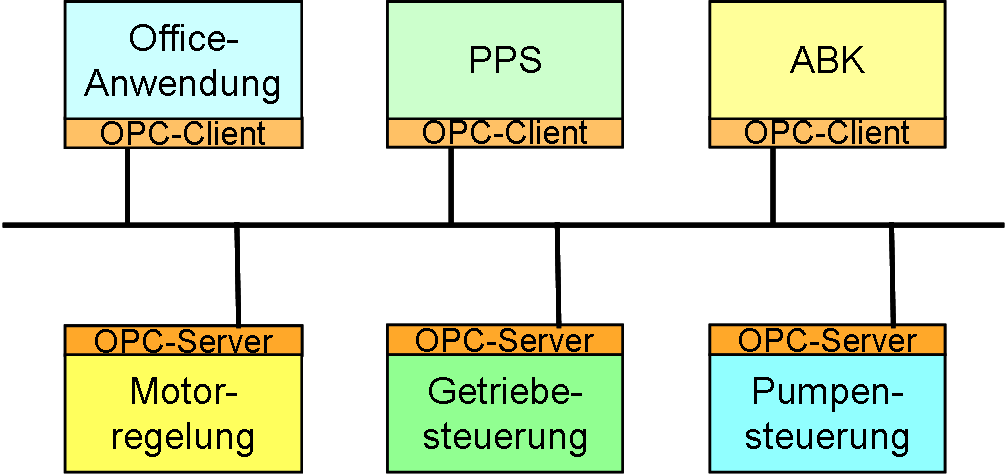 Office-
Anwendung
OPC-Client
PPS
OPC-Client
ABK
OPC-Client
OPC-Server
Motor-
regelung
OPC-Server
Getriebe-
steuerung
OPC-Server
Pumpen-
steuerung